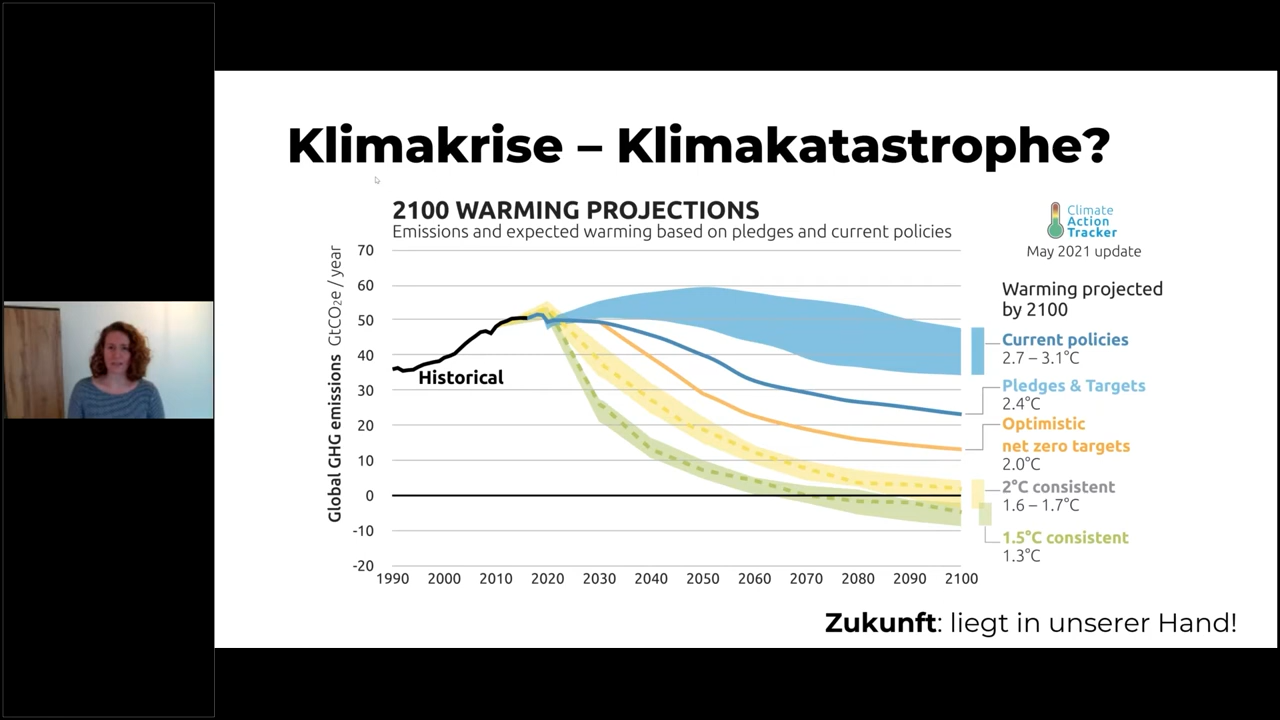 Klimakrise – Klimakatastrophe?
2100 WARMING PROJECTIONS
Emissions and expected warming based on pledges and current policies
Climate
Action
Tracker
May 2021 update
Global GHG emissions GtCO2e / year
70
60
50
40
30
20
10
0
-10
-20
Historical
1990 2000 2010 2020 2030 2040 2050 2060 2070 2080 2090 2100
Warming projected
by 2100
Current policies
2.7 – 3.1°C
Pledges & Targets
2.4°C
Optimistic
net zero targets
2.0°C
2°C consistent
1.6 – 1.7°C
1.5°C consistent
1.3°C
Zukunft: liegt in unserer Hand!